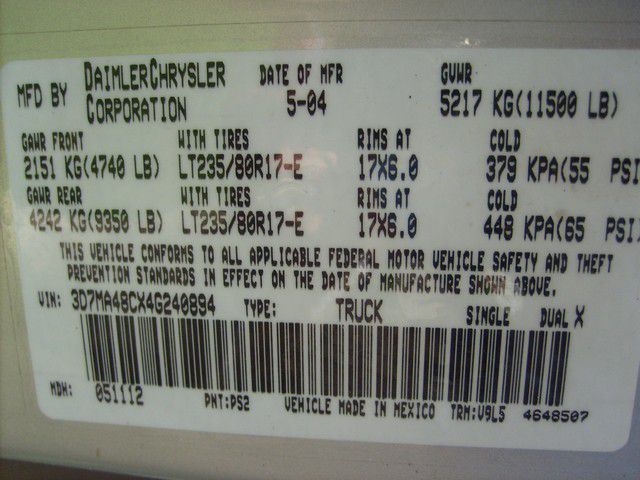 MFD BY DAIMLERCHRYSLER CORPORATION DATE OF MFR 5-04 GVWR 5217 KG(11500 LB)
GAWR FRONT WITH TIRES RIMS AT COLD
2151 KG(4740 LB) LT235/80R17-E 17X6.0 379 KPA(55 PSI
GAWR REAR WITH TIRES RIMS AT COLD
4242 KG(9350 LB) LT235/80R17-E 17X6.0 448 KPA(65 PSI
THIS VEHICLE CONFORMS TO ALL APPLICABLE FEDERAL MOTOR VEHICLE SAFETY AND THEFT
PREVENTION STANDARDS IN EFFECT ON THE DATE OF MANUFACTURE SHOWN ABOVE.
VIN: 3D7MA48CX4G240894 TYPE: TRUCK SINGLE DUAL X
MDH: 051112 PNT:PS2 VEHICLE MADE IN MEXICO TRM:V9L5 4648507